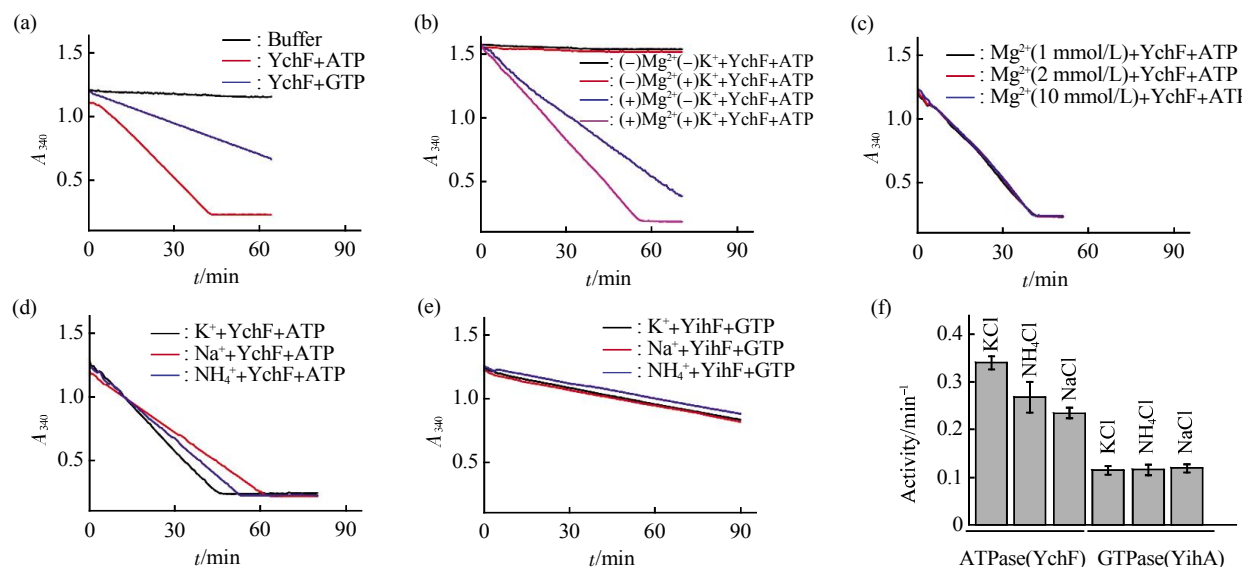 (a)
: Buffer
: YchF+ATP
: YchF+GTP
1.5
1.0
0.5
A₃₄₀
0 30 60 90
t/min
(b)
1.5
1.0
0.5
A₃₄₀
: (−)Mg²⁺(−)K⁺+YchF+ATP
: (−)Mg²⁺(+)K⁺+YchF+ATP
: (+)Mg²⁺(−)K⁺+YchF+ATP
: (+)Mg²⁺(+)K⁺+YchF+ATP
0 30 60 90
t/min
(c)
: Mg²⁺(1 mmol/L)+YchF+ATP
: Mg²⁺(2 mmol/L)+YchF+ATP
: Mg²⁺(10 mmol/L)+YchF+ATP
1.5
1.0
0.5
A₃₄₀
0 30 60 90
t/min
(d)
: K⁺+YchF+ATP
: Na⁺+YchF+ATP
: NH₄⁺+YchF+ATP
1.5
1.0
0.5
A₃₄₀
0 30 60 90
t/min
(e)
: K⁺+YihF+GTP
: Na⁺+YihF+GTP
: NH₄⁺+YihF+GTP
1.5
1.0
0.5
A₃₄₀
0 30 60 90
t/min
(f)
0.4
0.3
0.2
0.1
0
Activity/min⁻¹
KCl
NH₄Cl
NaCl
KCl
NH₄Cl
NaCl
ATPase(YchF) GTPase(YihA)